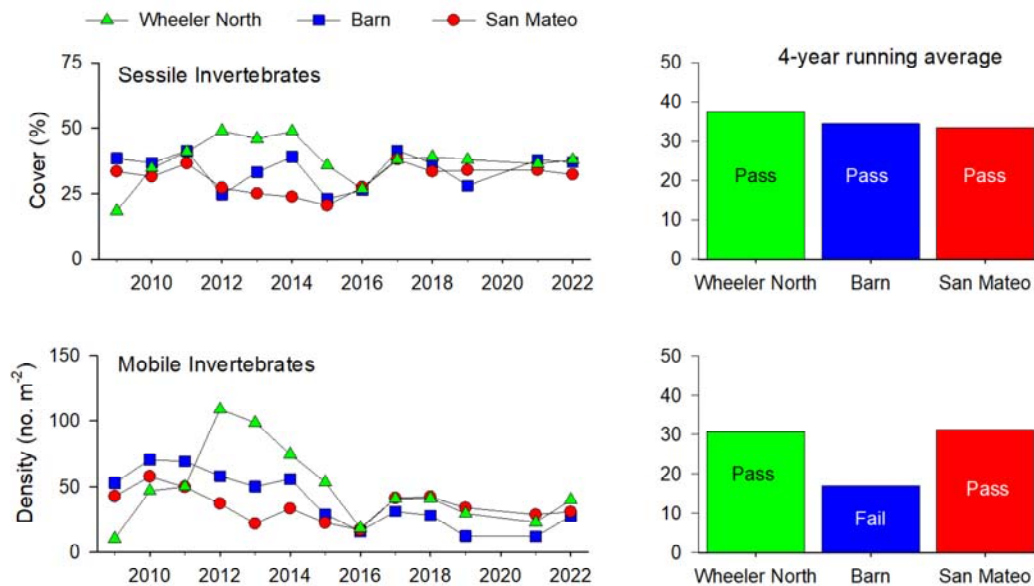 Wheeler North Barn San Mateo
Sessile Invertebrates
Cover (%)
75
50
25
0
2010 2012 2014 2016 2018 2020 2022
4-year running average
50
40
30
20
10
0
Pass Pass Pass
Wheeler North Barn San Mateo
Mobile Invertebrates
Density (no. m⁻²)
150
100
50
0
2010 2012 2014 2016 2018 2020 2022
50
40
30
20
10
0
Pass Fail Pass
Wheeler North Barn San Mateo